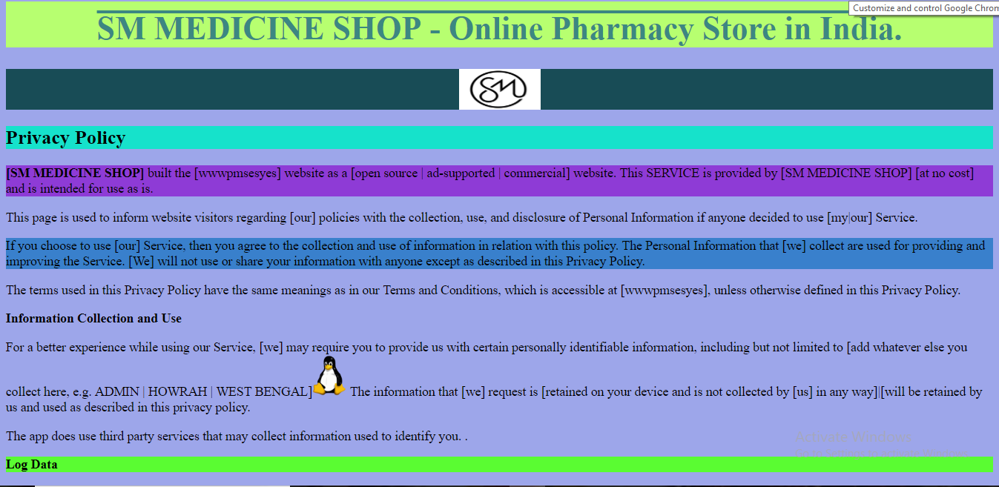 Customize and control Google Chrom
SM MEDICINE SHOP - Online Pharmacy Store in India.
SM
Privacy Policy
[SM MEDICINE SHOP] built the [wwwpmsesyes] website as a [open source | ad-supported | commercial] website. This SERVICE is provided by [SM MEDICINE SHOP] [at no cost]
and is intended for use as is.
This page is used to inform website visitors regarding [our] policies with the collection, use, and disclosure of Personal Information if anyone decided to use [my|our] Service.
If you choose to use [our] Service, then you agree to the collection and use of information in relation with this policy. The Personal Information that [we] collect are used for providing and
improving the Service. [We] will not use or share your information with anyone except as described in this Privacy Policy.
The terms used in this Privacy Policy have the same meanings as in our Terms and Conditions, which is accessible at [wwwpmsesyes], unless otherwise defined in this Privacy Policy.
Information Collection and Use
For a better experience while using our Service, [we] may require you to provide us with certain personally identifiable information, including but not limited to [add whatever else you
collect here, e.g. ADMIN | HOWRAH | WEST BENGAL] The information that [we] request is [retained on your device and is not collected by [us] in any way]|[will be retained by
us and used as described in this privacy policy.
The app does use third party services that may collect information used to identify you. .
Activate Windows
Log Data